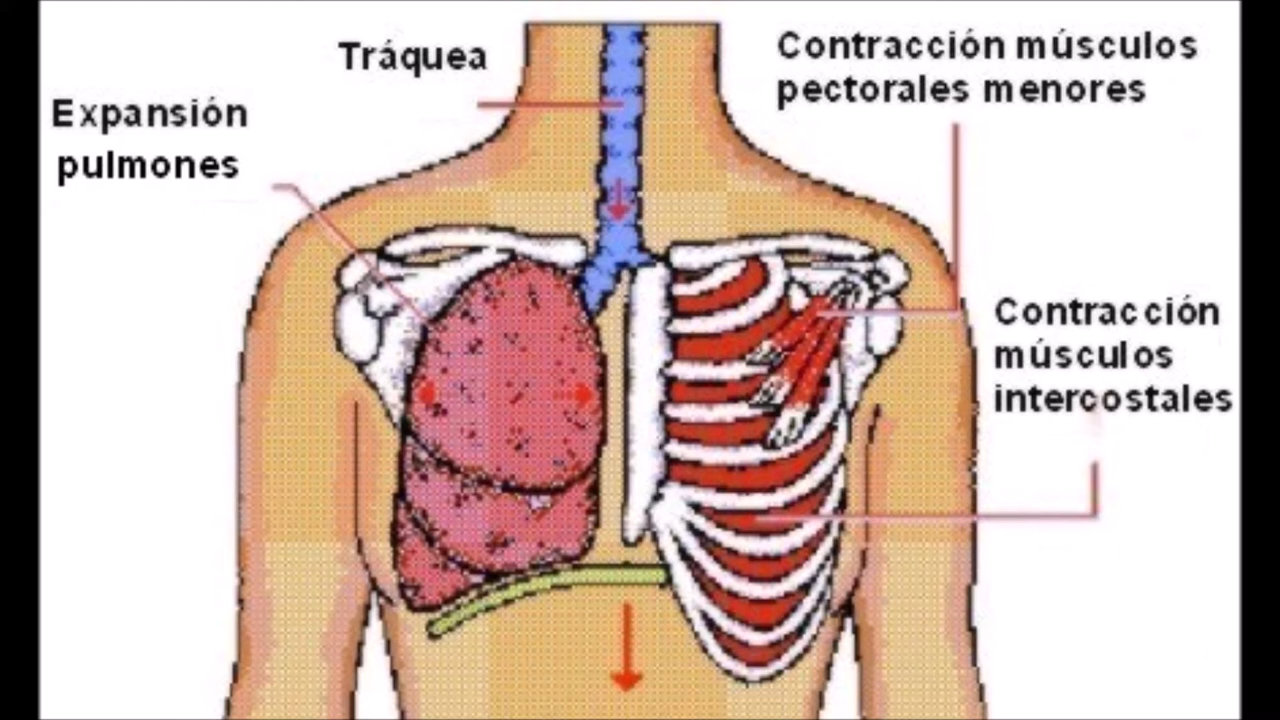 Tráquea
Contracción músculos
pectorales menores
Expansión
pulmones
Contracción
músculos
intercostales